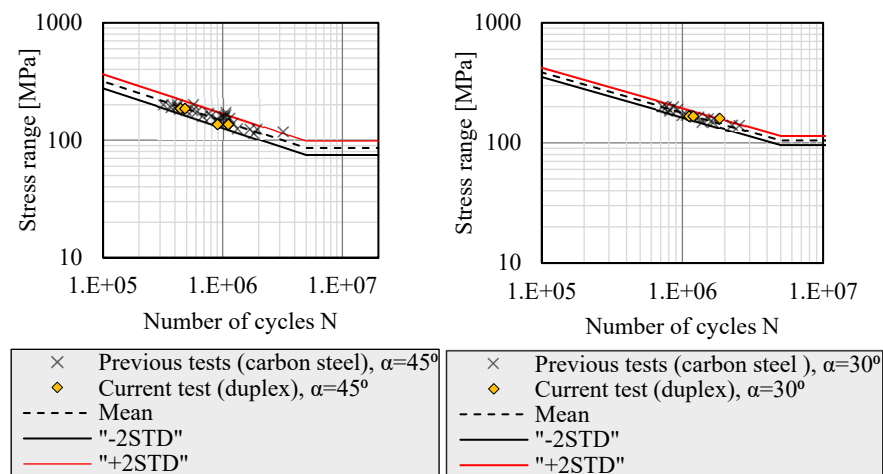 1000
100
10
Stress range [MPa]
1.E+05 1.E+06 1.E+07
Number of cycles N
Previous tests (carbon steel), α=45º
Current test (duplex), α=45º
Mean
"-2STD"
"+2STD"
1000
100
10
Stress range [MPa]
1.E+05 1.E+06 1.E+07
Number of cycles N
Previous tests (carbon steel ), α=30º
Current test (duplex), α=30º
Mean
"-2STD"
"+2STD"